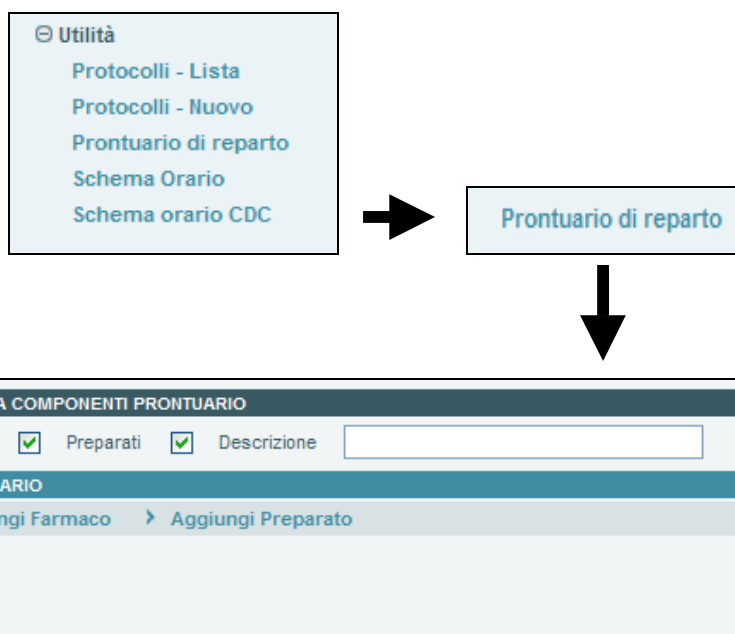 Utilità
Protocolli - Lista
Protocolli - Nuovo
Prontuario di reparto
Schema Orario
Schema orario CDC
Prontuario di reparto
A COMPONENTI PRONTUARIO
Preparati Descrizione
ARIO
ngi Farmaco Aggiungi Preparato